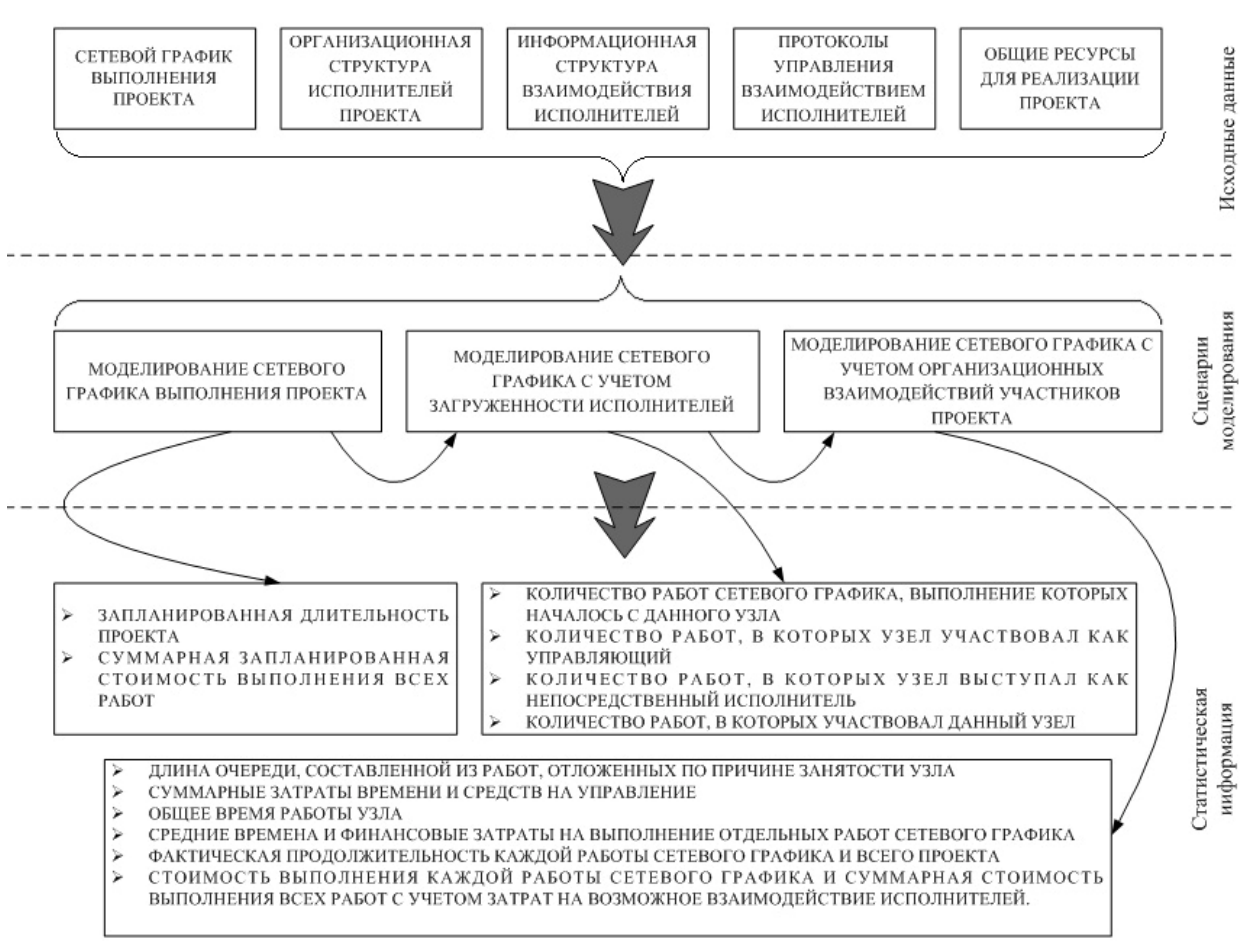 СЕТЕВОЙ ГРАФИК
ВЫПОЛНЕНИЯ
ПРОЕКТА
ОРГАНИЗАЦИОННАЯ
СТРУКТУРА
ИСПОЛНИТЕЛЕЙ
ПРОЕКТА
ИНФОРМАЦИОННАЯ
СТРУКТУРА
ВЗАИМОДЕЙСТВИЯ
ИСПОЛНИТЕЛЕЙ
ПРОТОКОЛЫ
УПРАВЛЕНИЯ
ВЗАИМОДЕЙСТВИЕМ
ИСПОЛНИТЕЛЕЙ
ОБЩИЕ РЕСУРСЫ
ДЛЯ РЕАЛИЗАЦИИ
ПРОЕКТА
Исходные данные
МОДЕЛИРОВАНИЕ СЕТЕВОГО
ГРАФИКА ВЫПОЛНЕНИЯ ПРОЕКТА
МОДЕЛИРОВАНИЕ СЕТЕВОГО
ГРАФИКА С УЧЕТОМ
ЗАГРУЖЕННОСТИ ИСПОЛНИТЕЛЕЙ
МОДЕЛИРОВАНИЕ СЕТЕВОГО ГРАФИКА С
УЧЕТОМ ОРГАНИЗАЦИОННЫХ
ВЗАИМОДЕЙСТВИЙ УЧАСТНИКОВ
ПРОЕКТА
Сценарии
моделирования
➢ ЗАПЛАНИРОВАННАЯ ДЛИТЕЛЬНОСТЬ
ПРОЕКТА
➢ СУММАРНАЯ ЗАПЛАНИРОВАННАЯ
СТОИМОСТЬ ВЫПОЛНЕНИЯ ВСЕХ
РАБОТ
➢ КОЛИЧЕСТВО РАБОТ СЕТЕВОГО ГРАФИКА, ВЫПОЛНЕНИЕ КОТОРЫХ
НАЧАЛОСЬ С ДАННОГО УЗЛА
➢ КОЛИЧЕСТВО РАБОТ, В КОТОРЫХ УЗЕЛ УЧАСТВОВАЛ КАК
УПРАВЛЯЮЩИЙ
➢ КОЛИЧЕСТВО РАБОТ, В КОТОРЫХ УЗЕЛ ВЫСТУПАЛ КАК
НЕПОСРЕДСТВЕННЫЙ ИСПОЛНИТЕЛЬ
➢ КОЛИЧЕСТВО РАБОТ, В КОТОРЫХ УЧАСТВОВАЛ ДАННЫЙ УЗЕЛ
➢ ДЛИНА ОЧЕРЕДИ, СОСТАВЛЕННОЙ ИЗ РАБОТ, ОТЛОЖЕННЫХ ПО ПРИЧИНЕ ЗАНЯТОСТИ УЗЛА
➢ СУММАРНЫЕ ЗАТРАТЫ ВРЕМЕНИ И СРЕДСТВ НА УПРАВЛЕНИЕ
➢ ОБЩЕЕ ВРЕМЯ РАБОТЫ УЗЛА
➢ СРЕДНИЕ ВРЕМЕНА И ФИНАНСОВЫЕ ЗАТРАТЫ НА ВЫПОЛНЕНИЕ ОТДЕЛЬНЫХ РАБОТ СЕТЕВОГО ГРАФИКА
➢ ФАКТИЧЕСКАЯ ПРОДОЛЖИТЕЛЬНОСТЬ КАЖДОЙ РАБОТЫ СЕТЕВОГО ГРАФИКА И ВСЕГО ПРОЕКТА
➢ СТОИМОСТЬ ВЫПОЛНЕНИЯ КАЖДОЙ РАБОТЫ СЕТЕВОГО ГРАФИКА И СУММАРНАЯ СТОИМОСТЬ
ВЫПОЛНЕНИЯ ВСЕХ РАБОТ С УЧЕТОМ ЗАТРАТ НА ВОЗМОЖНОЕ ВЗАИМОДЕЙСТВИЕ ИСПОЛНИТЕЛЕЙ.
Статистическая
информация